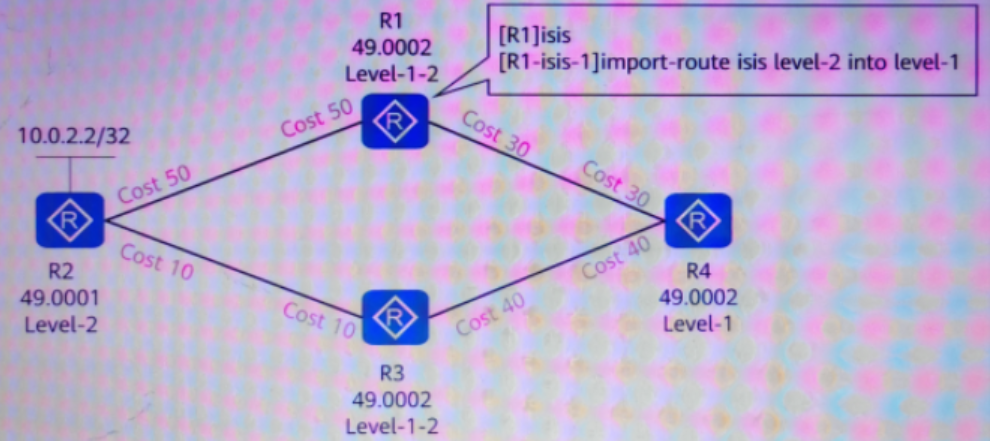 R1
49.0002
Level-1-2
[R1]isis
[R1-isis-1]import-route isis level-2 into level-1
10.0.2.2/32
Cost 50
Cost 50
Cost 30
Cost 30
R
R
R
R
Cost 10
Cost 10
Cost 40
Cost 40
R2
49.0001
Level-2
R4
49.0002
Level-1
R3
49.0002
Level-1-2